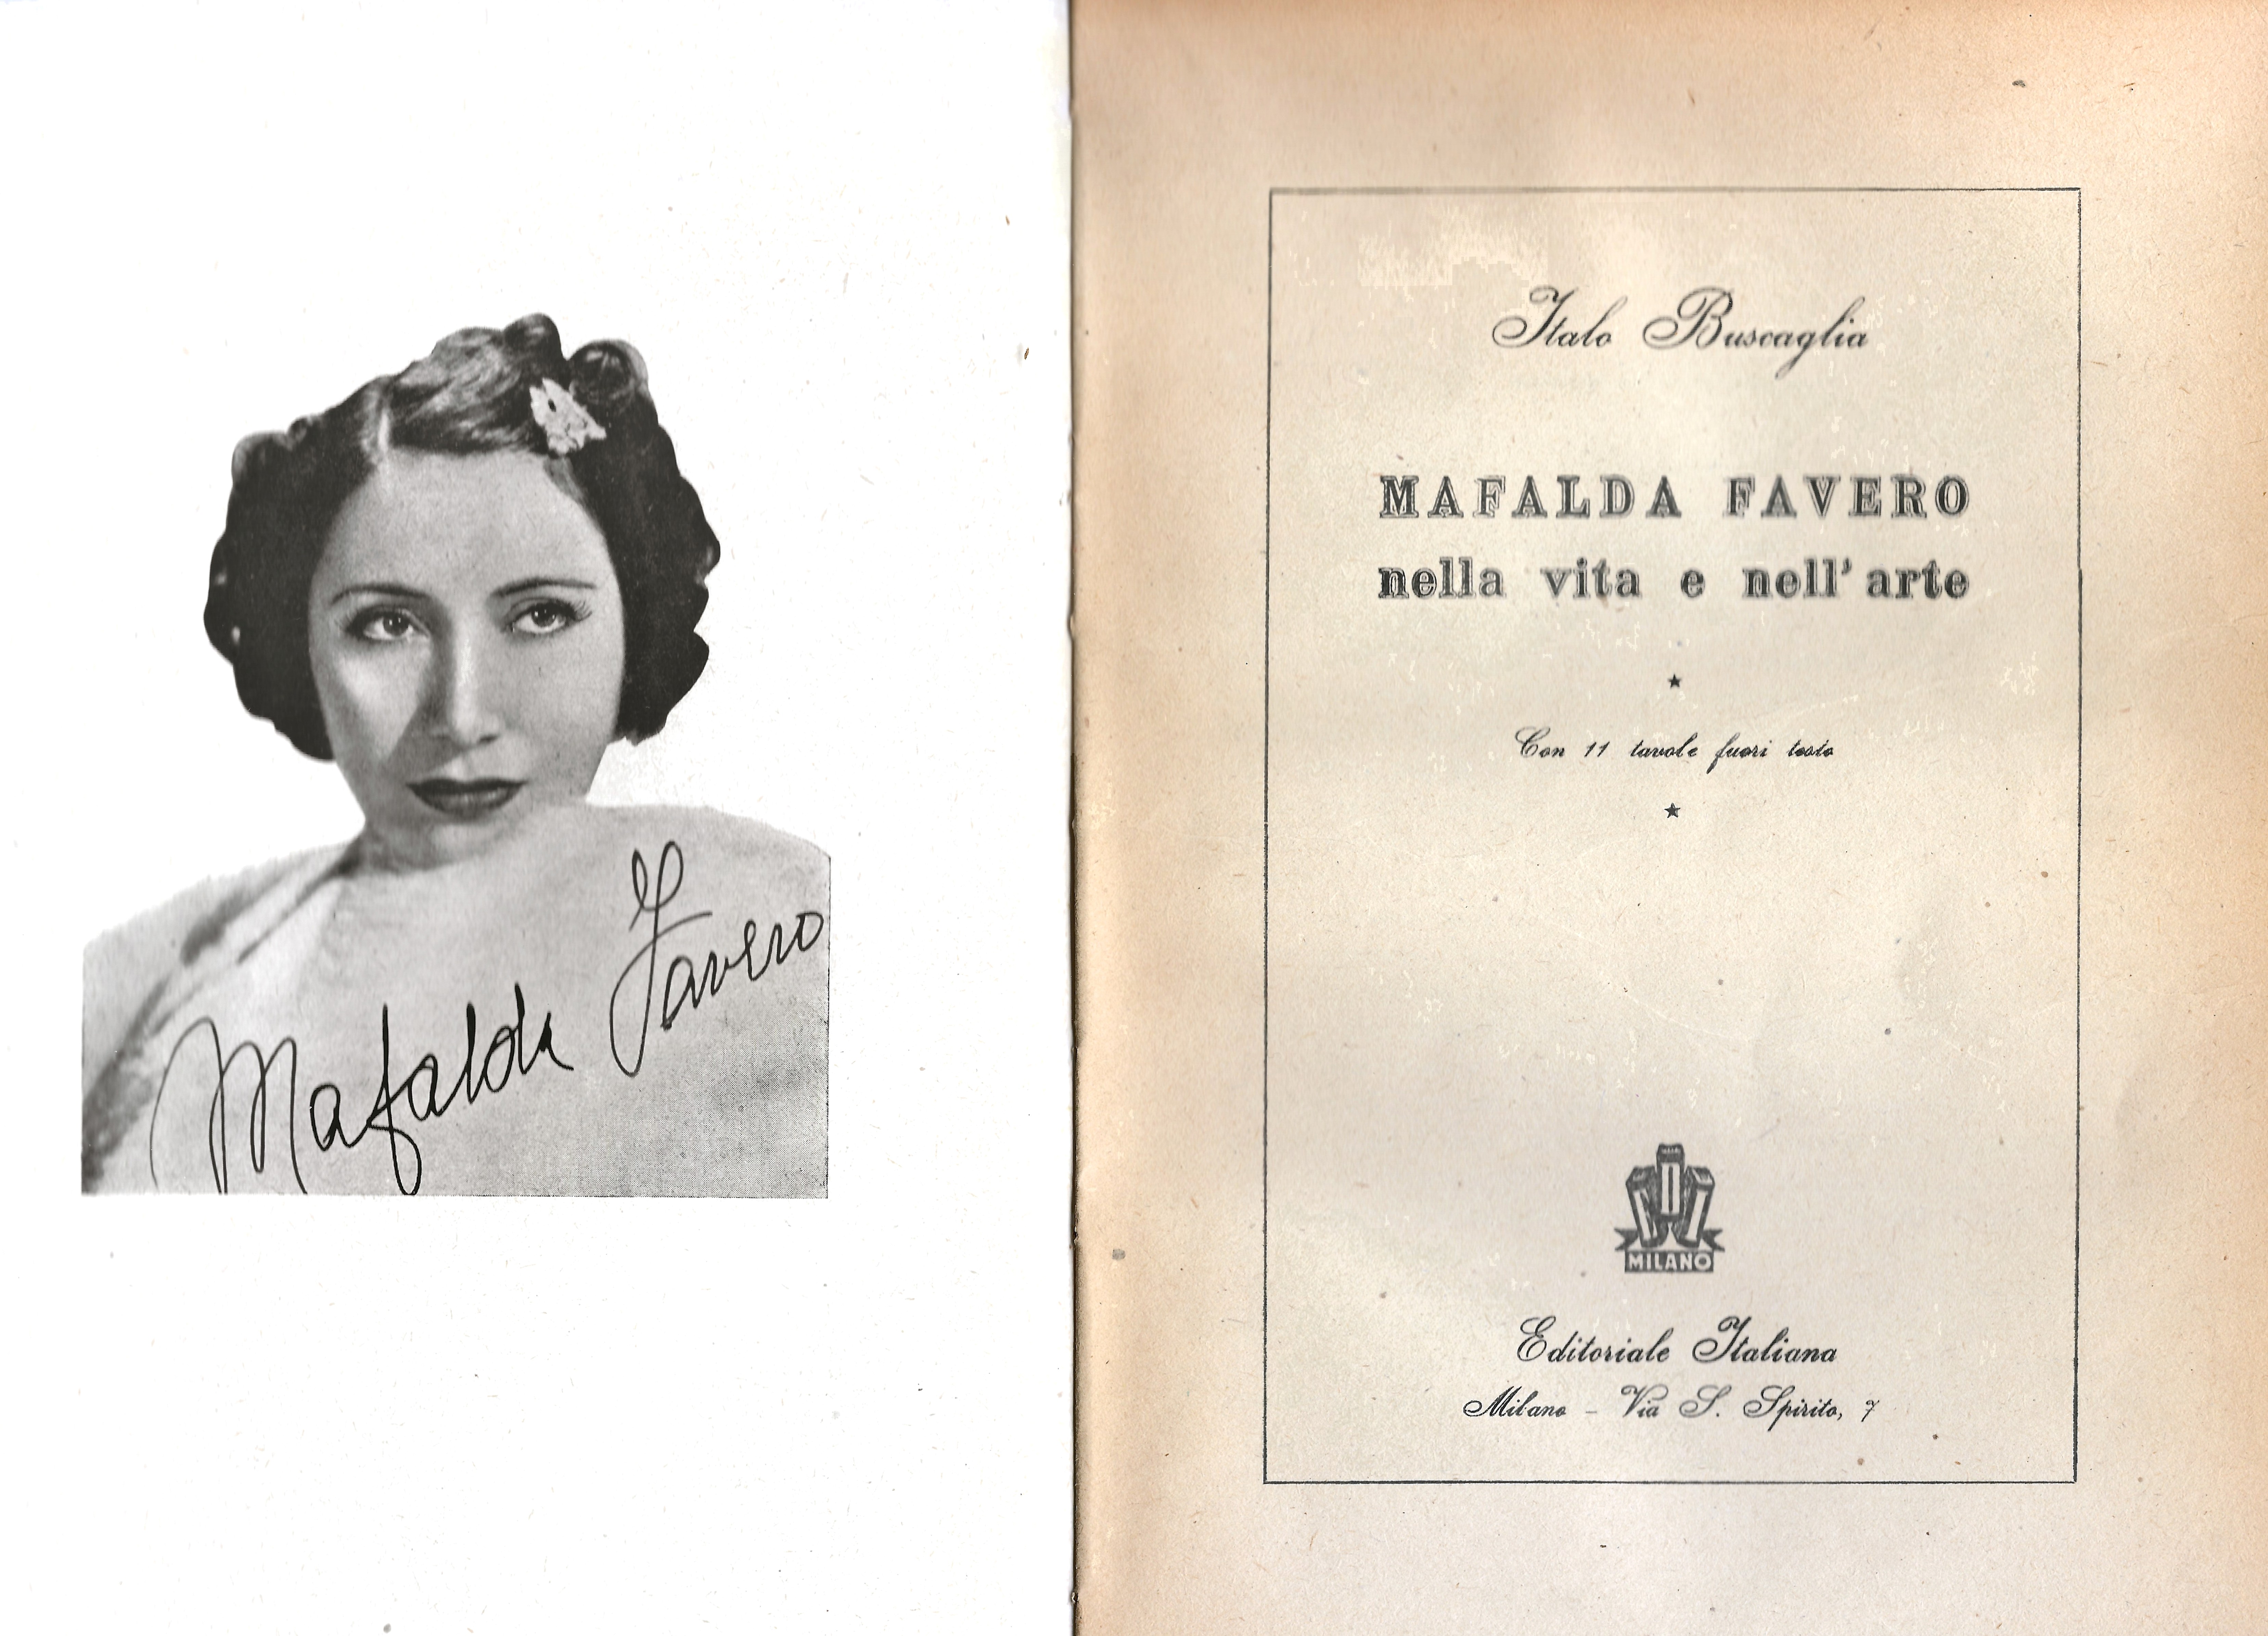 Mafalda Favero
Italo Buscaglia
MAFALDA FAVERO
nella vita e nell'arte
Con 11 tavole fuori testo
MILANO
Editoriale Italiana
Milano - Via S. Spirito, 7